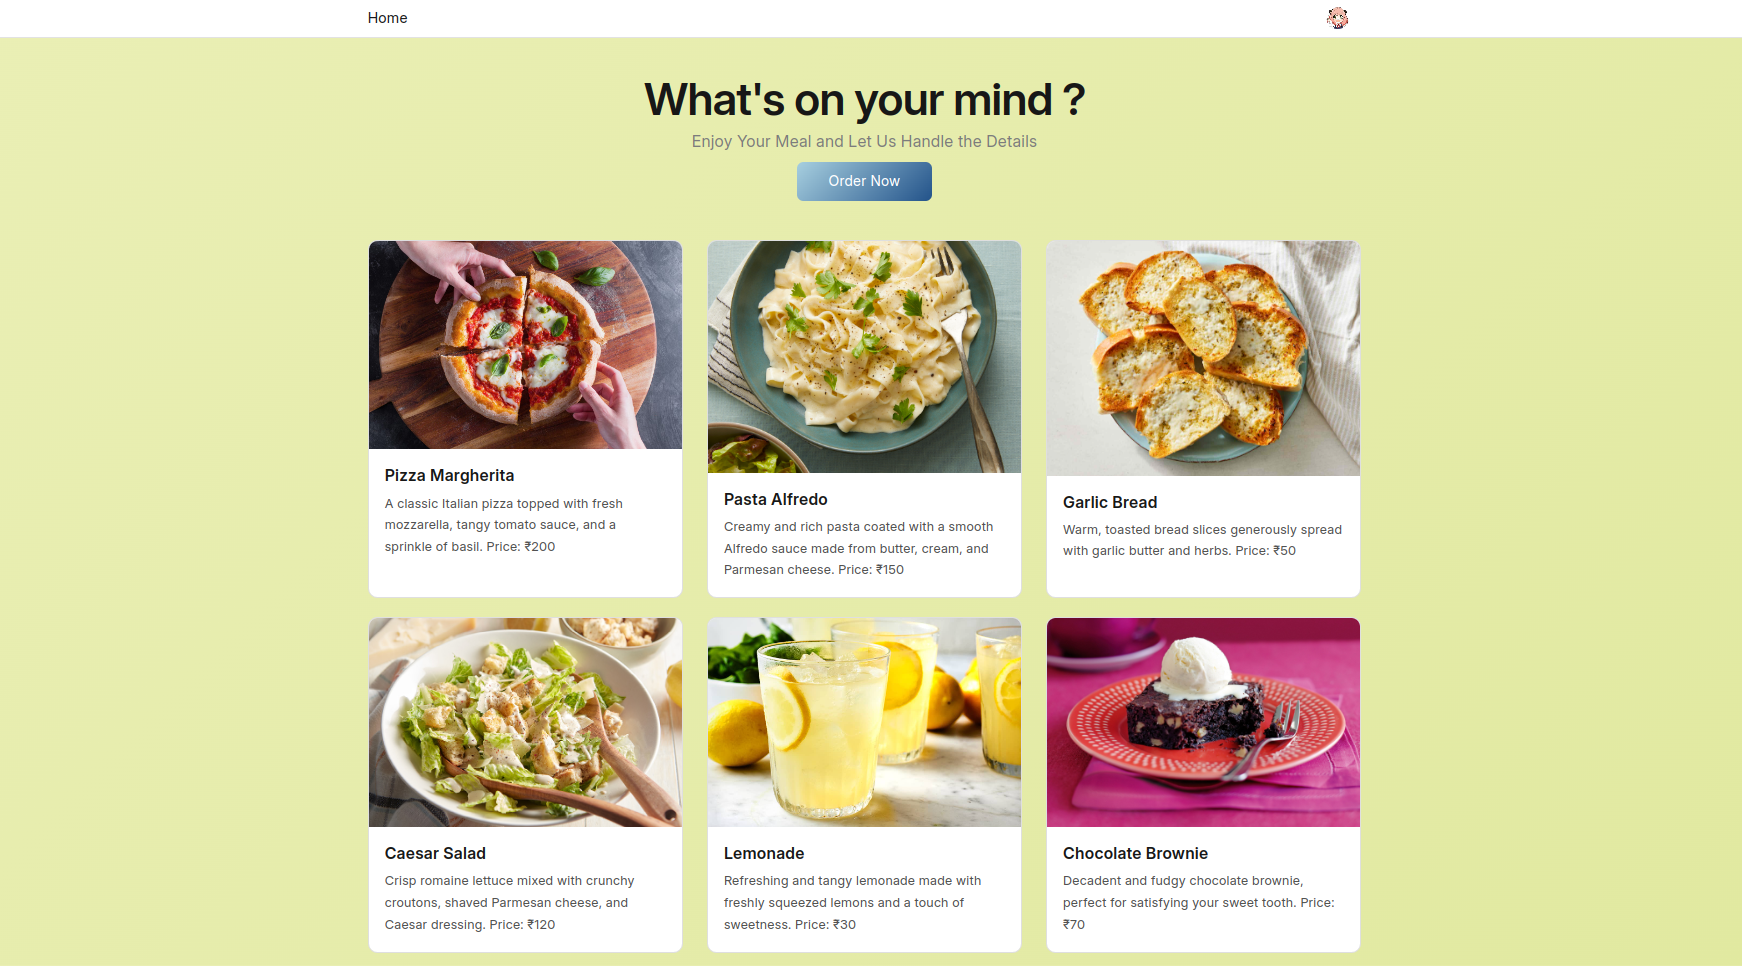 Home
What's on your mind ?
Enjoy Your Meal and Let Us Handle the Details
Order Now
Pizza Margherita
A classic Italian pizza topped with fresh
mozzarella, tangy tomato sauce, and a
sprinkle of basil. Price: ₹200
Pasta Alfredo
Creamy and rich pasta coated with a smooth
Alfredo sauce made from butter, cream, and
Parmesan cheese. Price: ₹150
Garlic Bread
Warm, toasted bread slices generously spread
with garlic butter and herbs. Price: ₹50
Caesar Salad
Crisp romaine lettuce mixed with crunchy
croutons, shaved Parmesan cheese, and
Caesar dressing. Price: ₹120
Lemonade
Refreshing and tangy lemonade made with
freshly squeezed lemons and a touch of
sweetness. Price: ₹30
Chocolate Brownie
Decadent and fudgy chocolate brownie,
perfect for satisfying your sweet tooth. Price:
₹70